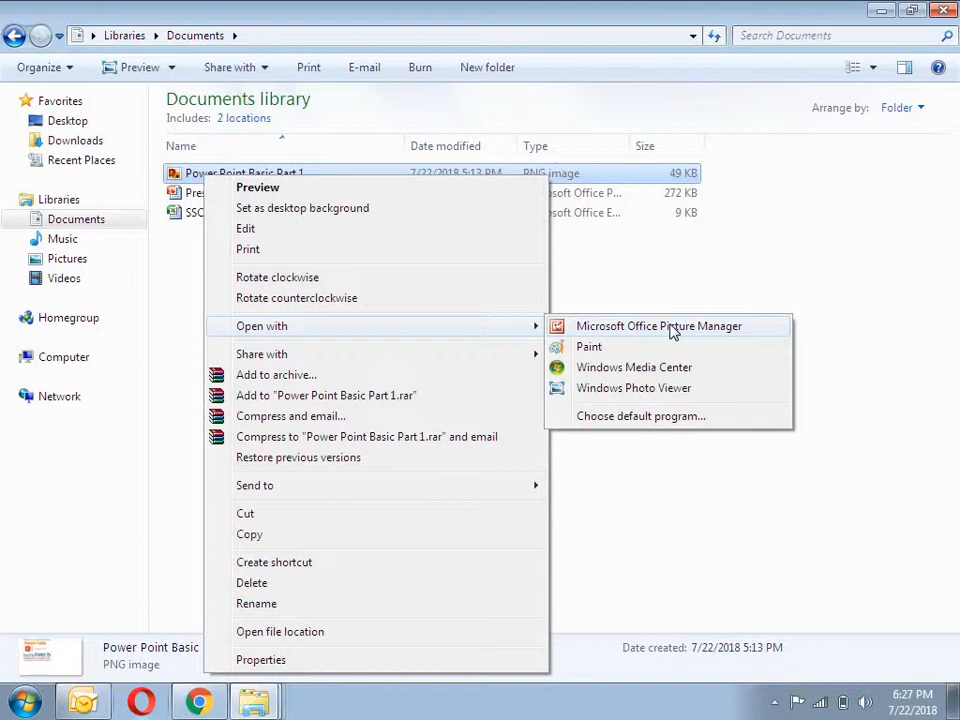 Libraries Documents
Search Documents
Organize Preview Share with Print E-mail Burn New folder
Favorites
Desktop
Downloads
Recent Places
Libraries
Documents
Music
Pictures
Videos
Homegroup
Computer
Network
Documents library
Includes: 2 locations
Arrange by: Folder
Name Date modified Type Size
Power Point Basic Part 1 7/22/2018 5:13 PM PNG image 49 KB
Pres soft Office P... 272 KB
SSC soft Office E... 9 KB
Preview
Set as desktop background
Edit
Print
Rotate clockwise
Rotate counterclockwise
Open with
Share with
Add to archive...
Add to "Power Point Basic Part 1.rar"
Compress and email...
Compress to "Power Point Basic Part 1.rar" and email
Restore previous versions
Send to
Cut
Copy
Create shortcut
Delete
Rename
Open file location
Properties
Microsoft Office Picture Manager
Paint
Windows Media Center
Windows Photo Viewer
Choose default program...
Power Point Basic
PNG image
Date created: 7/22/2018 5:13 PM
6:27 PM
7/22/2018